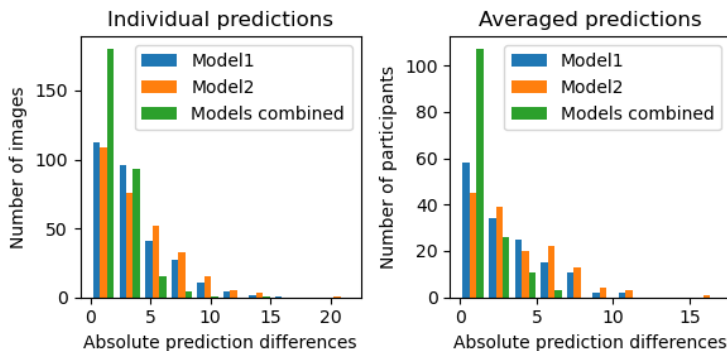 Individual predictions
Number of images
150
100
50
0
Model1
Model2
Models combined
0 5 10 15 20
Absolute prediction differences
Averaged predictions
Number of participants
100
80
60
40
20
0
Model1
Model2
Models combined
0 5 10 15
Absolute prediction differences